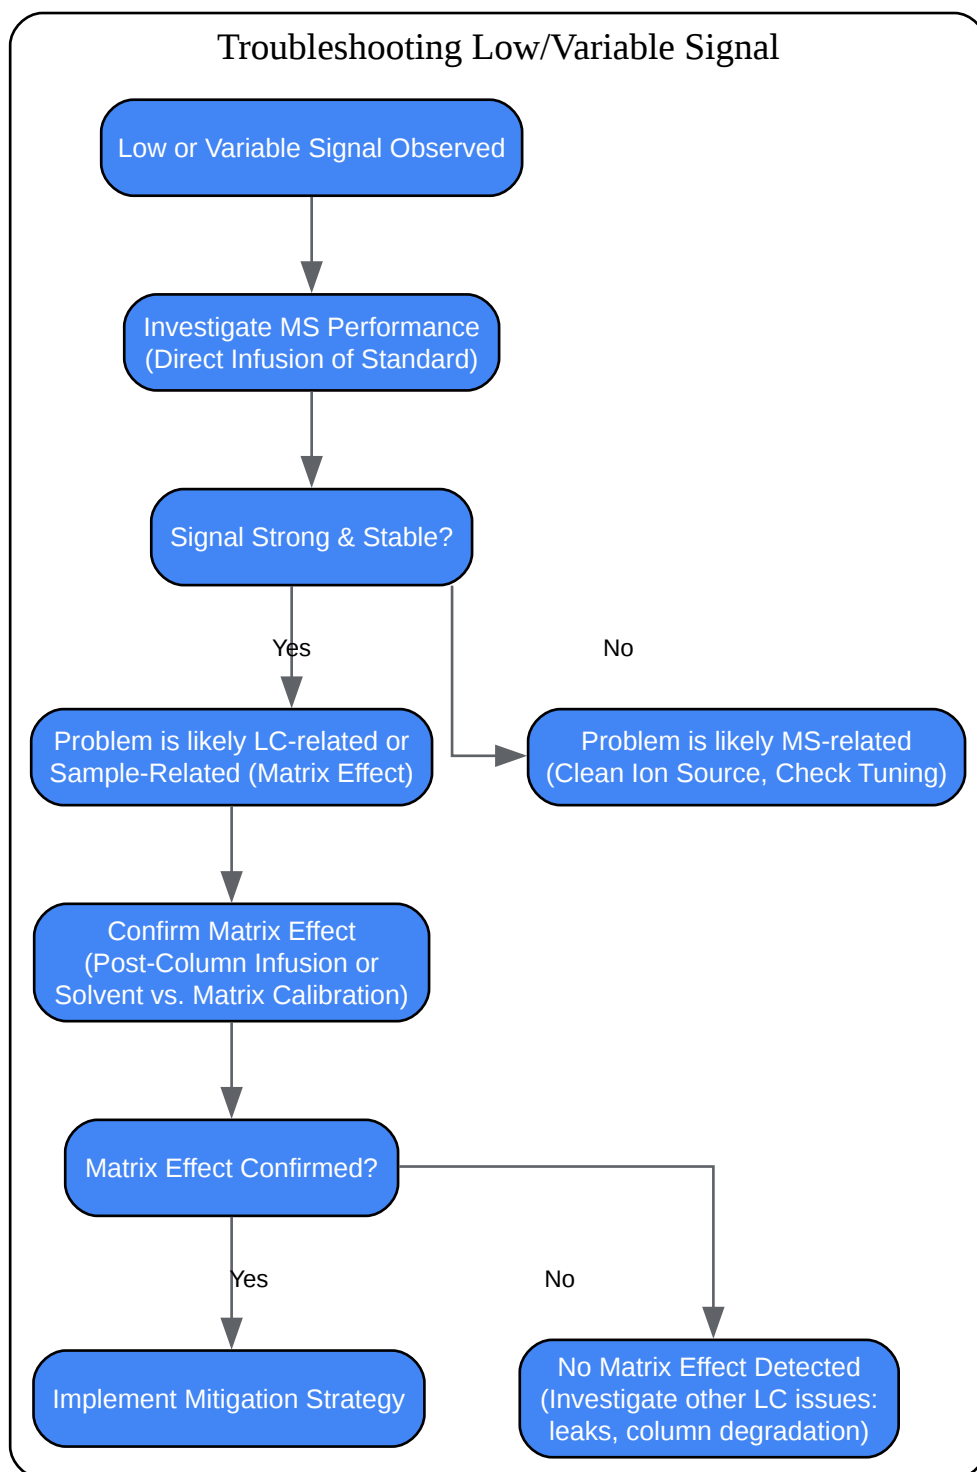 Troubleshooting Low/Variable Signal
Low or Variable Signal Observed
Investigate MS Performance
(Direct Infusion of Standard)
Signal Strong & Stable?
Yes
No
Problem is likely LC-related or
Sample-Related (Matrix Effect)
Problem is likely MS-related
(Clean Ion Source, Check Tuning)
Confirm Matrix Effect
(Post-Column Infusion or
Solvent vs. Matrix Calibration)
Matrix Effect Confirmed?
Yes
No
Implement Mitigation Strategy
No Matrix Effect Detected
(Investigate other LC issues:
leaks, column degradation)